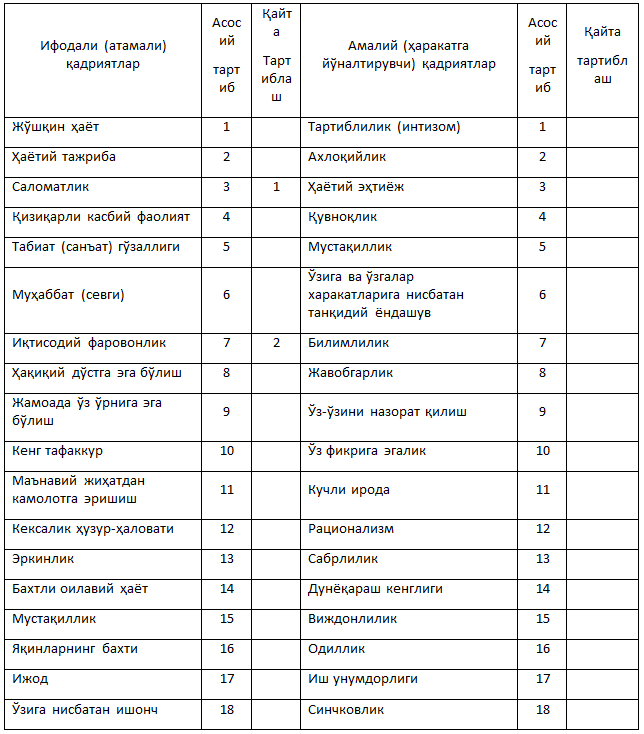 Ифодали (атамали) қадриятлар | Асосий тартиб | Қайта Тартиблаш | Амалий (ҳаракатга йўналтирувчи) қадриятлар | Асосий тартиб | Қайта тартиблаш
Жўшқин ҳаёт | 1 | | Тартиблилик (интизом) | 1 |
Ҳаётий тажриба | 2 | | Ахлоқийлик | 2 |
Саломатлик | 3 | 1 | Ҳаётий эҳтиёж | 3 |
Қизиқарли касбий фаолият | 4 | | Қувноқлик | 4 |
Табиат (санъат) гўзаллиги | 5 | | Мустақиллик | 5 |
Муҳаббат (севги) | 6 | | Ўзига ва ўзгалар харакатларига нисбатан танқидий ёндашув | 6 |
Иқтисодий фаровонлик | 7 | 2 | Билимлилик | 7 |
Ҳақиқий дўстга эга бўлиш | 8 | | Жавобгарлик | 8 |
Жамоада ўз ўрнига эга бўлиш | 9 | | Ўз-ўзини назорат қилиш | 9 |
Кенг тафаккур | 10 | | Ўз фикрига эгалик | 10 |
Маънавий жиҳатдан камолотга эришиш | 11 | | Кучли ирода | 11 |
Кексалик ҳузур-ҳаловати | 12 | | Рационализм | 12 |
Эркинлик | 13 | | Сабрлилик | 13 |
Бахтли оилавий ҳаёт | 14 | | Дунёқараш кенглиги | 14 |
Мустақиллик | 15 | | Виждонлилик | 15 |
Яқинларнинг бахти | 16 | | Одиллик | 16 |
Ижод | 17 | | Иш унумдорлиги | 17 |
Ўзига нисбатан ишонч | 18 | | Синчковлик | 18 |